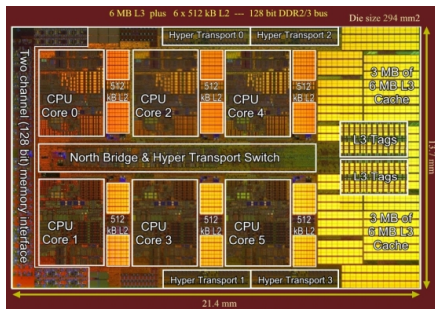 6 MB L3 plus 6 x 512 kB L2 --- 128 bit DDR2/3 bus
Die size 294 mm2
Hyper Transport 0
Hyper Transport 2
Two channel (128 bit) memory interface
CPU
Core 0
512
kB L2
CPU
Core 2
512
kB L2
CPU
Core 4
512
kB L2
3 MB of
6 MB L3
Cache
L3 Tags
North Bridge & Hyper Transport Switch
L3 Tags
CPU
Core 1
512
kB L2
CPU
Core 3
512
kB L2
CPU
Core 5
512
kB L2
3 MB of
6 MB L3
Cache
Hyper Transport 1
Hyper Transport 3
21.4 mm
13.7 mm